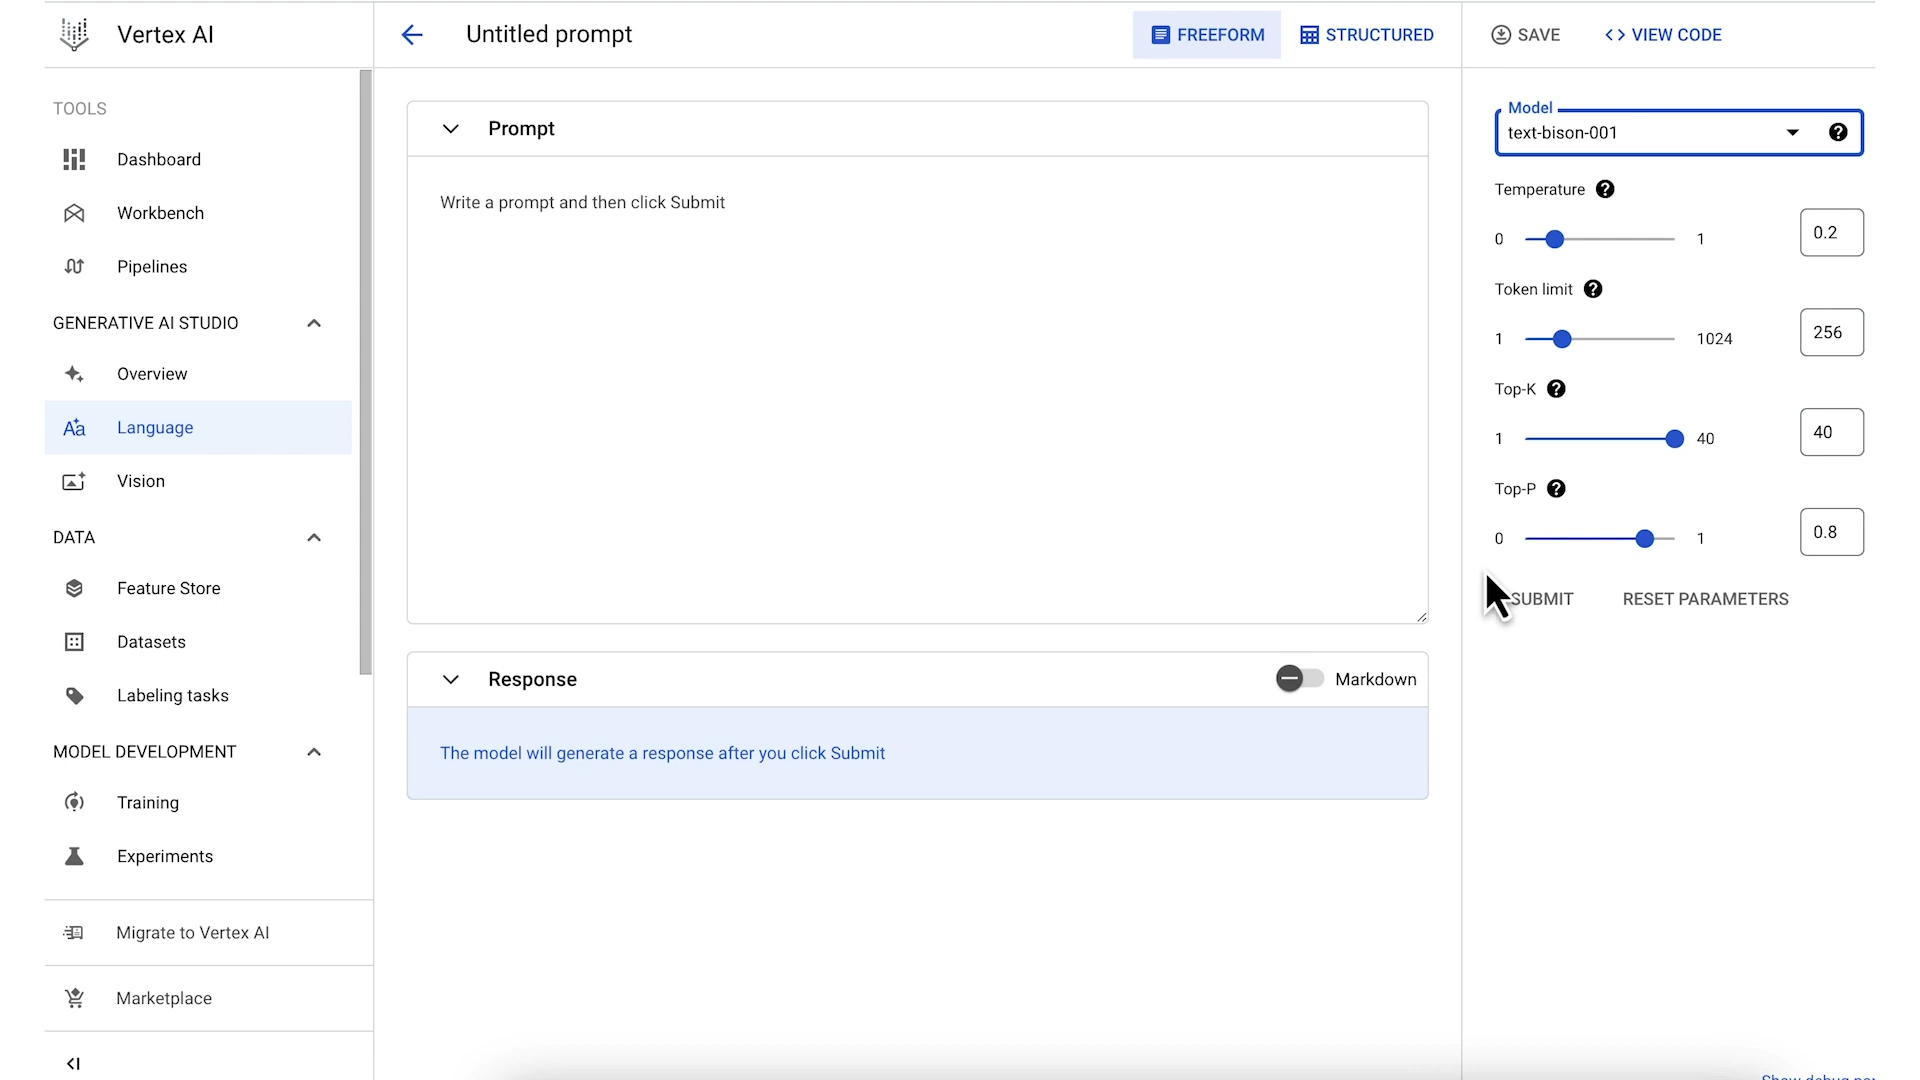 Vertex AI
Untitled prompt
FREEFORM
STRUCTURED
SAVE
<> VIEW CODE
TOOLS
Dashboard
Workbench
Pipelines
GENERATIVE AI STUDIO
Overview
Language
Vision
DATA
Feature Store
Datasets
Labeling tasks
MODEL DEVELOPMENT
Training
Experiments
Migrate to Vertex AI
Marketplace
Prompt
Write a prompt and then click Submit
Response
Markdown
The model will generate a response after you click Submit
Model
text-bison-001
Temperature
0 1 0.2
Token limit
1 1024 256
Top-K
1 40 40
Top-P
0 1 0.8
SUBMIT
RESET PARAMETERS
Show debug